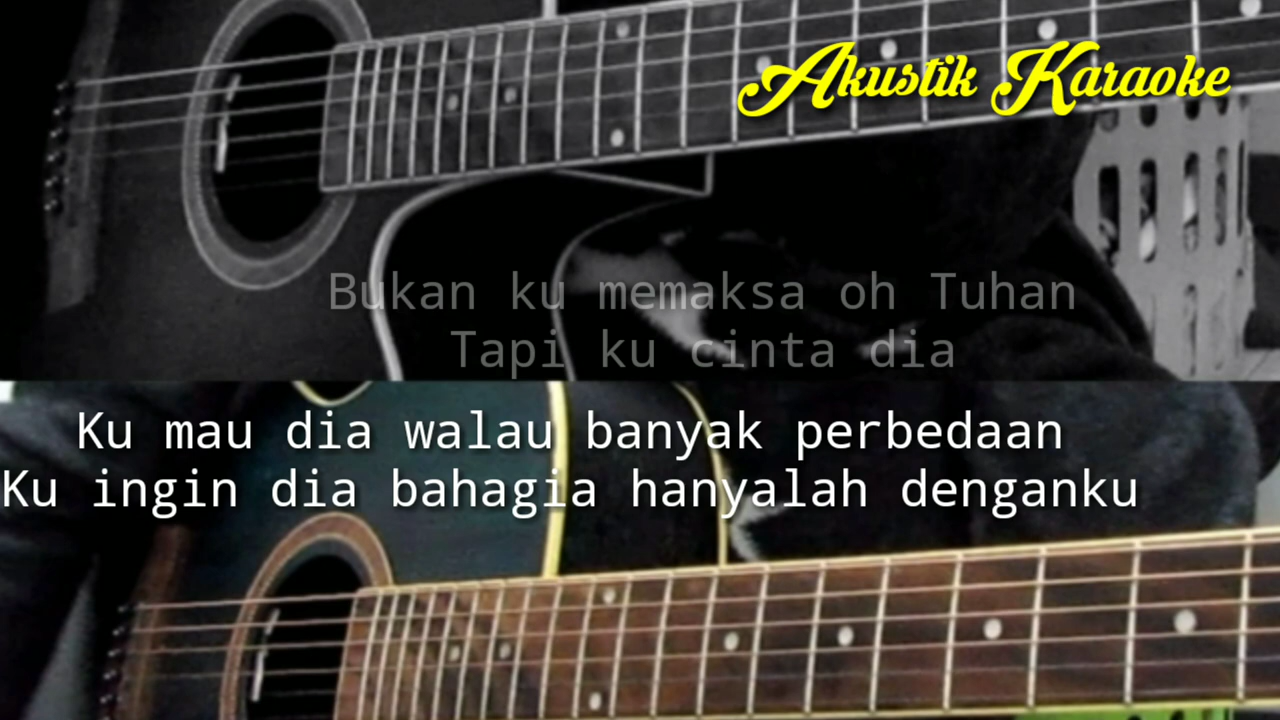 Akustik Karaoke
Bukan ku memaksa oh Tuhan
Tapi ku cinta dia
Ku mau dia walau banyak perbedaan
Ku ingin dia bahagia hanyalah denganku